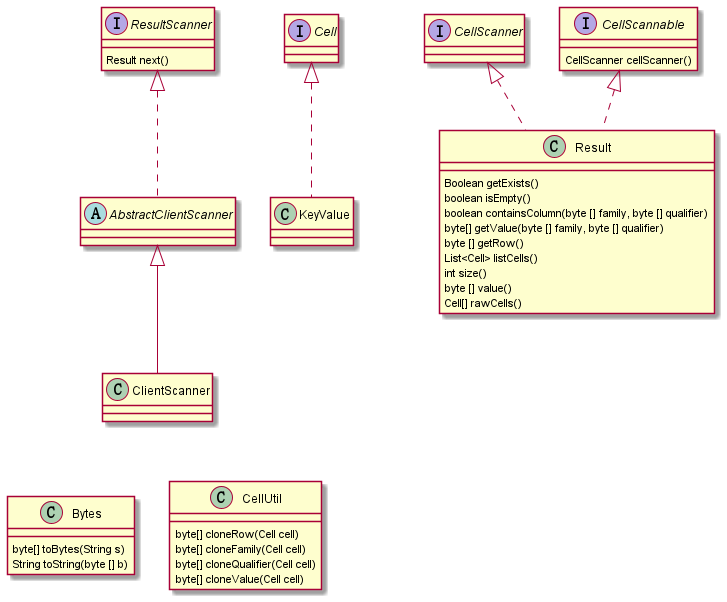 I ResultScanner
Result next()
I Cell
I CellScanner
I CellScannable
CellScanner cellScanner()
C Result
Boolean getExists()
boolean isEmpty()
boolean containsColumn(byte [] family, byte [] qualifier)
byte[] getValue(byte [] family, byte [] qualifier)
byte [] getRow()
List<Cell> listCells()
int size()
byte [] value()
Cell[] rawCells()
A AbstractClientScanner
C KeyValue
C ClientScanner
C Bytes
byte[] toBytes(String s)
String toString(byte [] b)
C CellUtil
byte[] cloneRow(Cell cell)
byte[] cloneFamily(Cell cell)
byte[] cloneQualifier(Cell cell)
byte[] cloneValue(Cell cell)